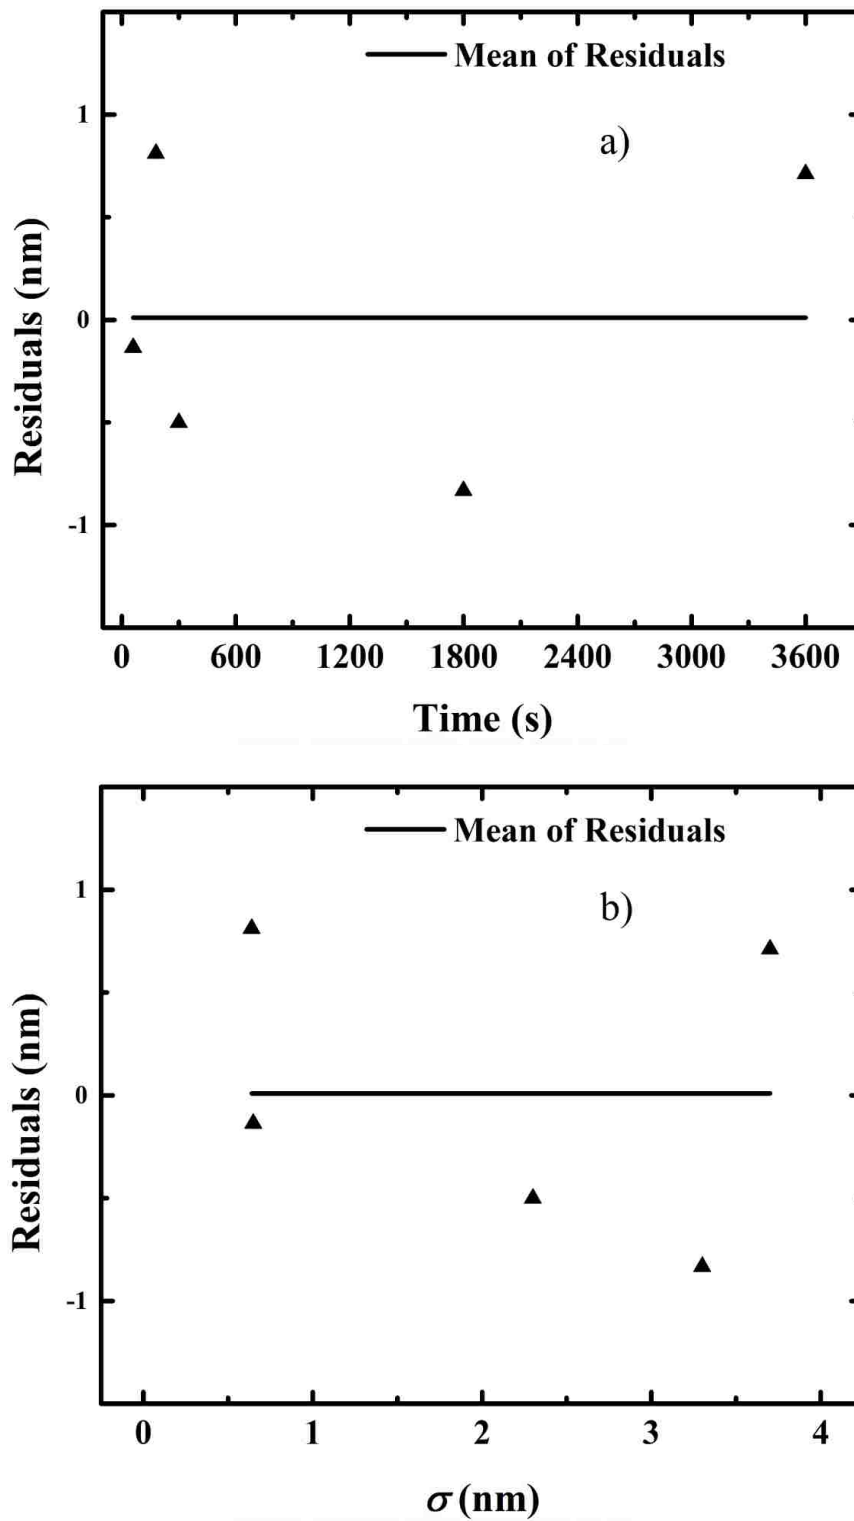 Mean of Residuals
a)
1
0
-1
Residuals (nm)
0 600 1200 1800 2400 3000 3600
Time (s)
Mean of Residuals
b)
1
0
-1
Residuals (nm)
0 1 2 3 4
σ (nm)